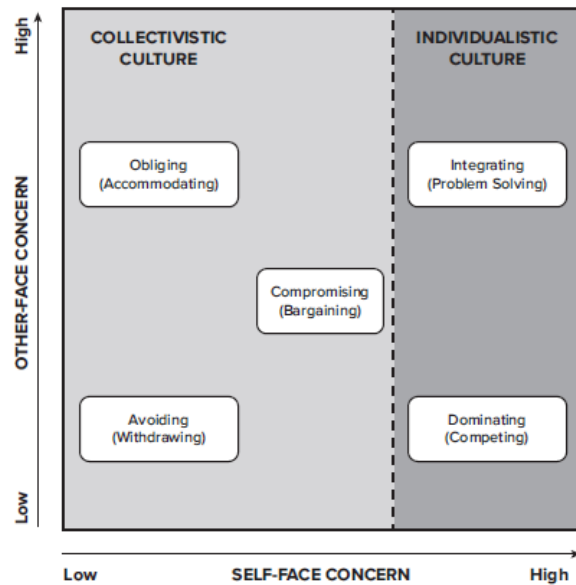 COLLECTIVISTIC
CULTURE
INDIVIDUALISTIC
CULTURE
High
Obliging
(Accommodating)
Integrating
(Problem Solving)
OTHER-FACE CONCERN
Compromising
(Bargaining)
Avoiding
(Withdrawing)
Dominating
(Competing)
Low
Low
SELF-FACE CONCERN
High